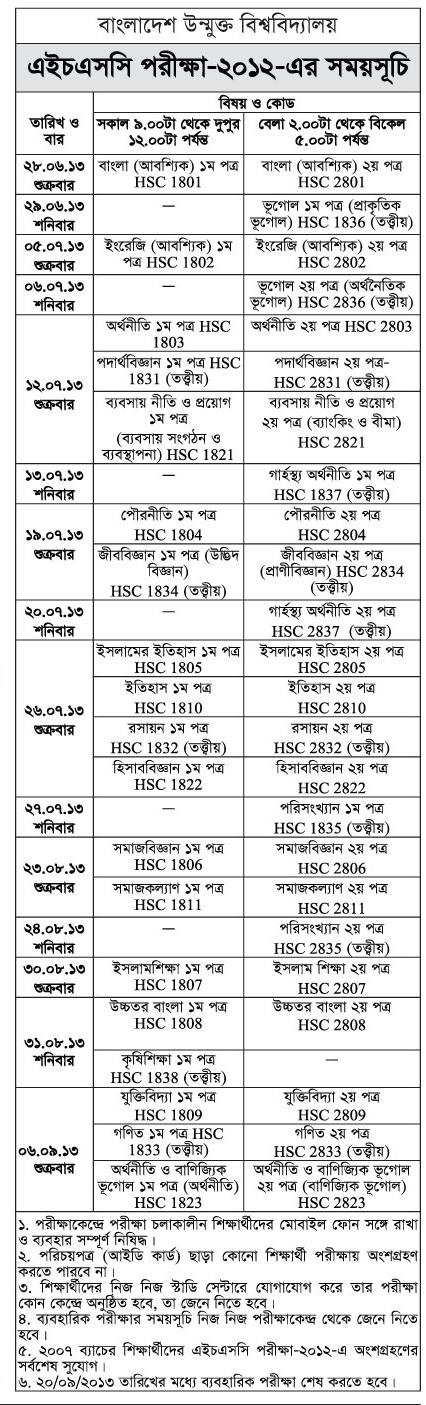 বাংলাদেশ উন্মুক্ত বিশ্ববিদ্যালয়
এইচএসসি পরীক্ষা-২০১২-এর সময়সূচি
তারিখ ও বার
বিষয় ও কোড
সকাল ৯.০০টা থেকে দুপুর
১২.০০টা পর্যন্ত
বেলা ২.০০টা থেকে বিকেল
৫.০০টা পর্যন্ত
২৮.০৬.১৩
শুক্রবার
বাংলা (আবশ্যিক) ১ম পত্র
HSC 1801
বাংলা (আবশ্যিক) ২য় পত্র
HSC 2801
২৯.০৬.১৩
শনিবার
—
ভূগোল ১ম পত্র (প্রাকৃতিক
ভূগোল) HSC 1836 (তত্ত্বীয়)
০৫.০৭.১৩
শুক্রবার
ইংরেজি (আবশ্যিক) ১ম
পত্র HSC 1802
ইংরেজি (আবশ্যিক) ২য় পত্র
HSC 2802
০৬.০৭.১৩
শনিবার
—
ভূগোল ২য় পত্র (অর্থনৈতিক
ভূগোল) HSC 2836 (তত্ত্বীয়)
১২.০৭.১৩
শুক্রবার
অর্থনীতি ১ম পত্র HSC
1803
অর্থনীতি ২য় পত্র HSC 2803
পদার্থবিজ্ঞান ১ম পত্র HSC
1831 (তত্ত্বীয়)
পদার্থবিজ্ঞান ২য় পত্র-
HSC 2831 (তত্ত্বীয়)
ব্যবসায় নীতি ও প্রয়োগ
১ম পত্র
(ব্যবসায় সংগঠন ও
ব্যবস্থাপনা) HSC 1821
ব্যবসায় নীতি ও প্রয়োগ
২য় পত্র (ব্যাংকিং ও বীমা)
HSC 2821
১৩.০৭.১৩
শনিবার
—
গার্হস্থ্য অর্থনীতি ১ম পত্র
HSC 1837 (তত্ত্বীয়)
১৯.০৭.১৩
শুক্রবার
পৌরনীতি ১ম পত্র
HSC 1804
পৌরনীতি ২য় পত্র
HSC 2804
জীববিজ্ঞান ১ম পত্র (উদ্ভিদ
বিজ্ঞান)
HSC 1834 (তত্ত্বীয়)
জীববিজ্ঞান ২য় পত্র
(প্রাণীবিজ্ঞান) HSC 2834
(তত্ত্বীয়)
২০.০৭.১৩
শনিবার
—
গার্হস্থ্য অর্থনীতি ২য় পত্র
HSC 2837 (তত্ত্বীয়)
২৬.০৭.১৩
শুক্রবার
ইসলামের ইতিহাস ১ম পত্র
HSC 1805
ইসলামের ইতিহাস ২য় পত্র
HSC 2805
ইতিহাস ১ম পত্র
HSC 1810
ইতিহাস ২য় পত্র
HSC 2810
রসায়ন ১ম পত্র
HSC 1832 (তত্ত্বীয়)
রসায়ন ২য় পত্র
HSC 2832 (তত্ত্বীয়)
হিসাববিজ্ঞান ১ম পত্র
HSC 1822
হিসাববিজ্ঞান ২য় পত্র
HSC 2822
২৭.০৭.১৩
শনিবার
—
পরিসংখ্যান ১ম পত্র
HSC 1835 (তত্ত্বীয়)
২৩.০৮.১৩
শুক্রবার
সমাজবিজ্ঞান ১ম পত্র
HSC 1806
সমাজবিজ্ঞান ২য় পত্র
HSC 2806
সমাজকল্যাণ ১ম পত্র
HSC 1811
সমাজকল্যাণ ২য় পত্র
HSC 2811
২৪.০৮.১৩
শনিবার
—
পরিসংখ্যান ২য় পত্র
HSC 2835 (তত্ত্বীয়)
৩০.০৮.১৩
শুক্রবার
ইসলামশিক্ষা ১ম পত্র
HSC 1807
ইসলাম শিক্ষা ২য় পত্র
HSC 2807
৩১.০৮.১৩
শনিবার
উচ্চতর বাংলা ১ম পত্র
HSC 1808
উচ্চতর বাংলা ২য় পত্র
HSC 2808
কৃষিশিক্ষা ১ম পত্র
HSC 1838 (তত্ত্বীয়)
—
০৬.০৯.১৩
শুক্রবার
যুক্তিবিদ্যা ১ম পত্র
HSC 1809
যুক্তিবিদ্যা ২য় পত্র
HSC 2809
গণিত ১ম পত্র HSC
1833 (তত্ত্বীয়)
গণিত ২য় পত্র
HSC 2833 (তত্ত্বীয়)
অর্থনীতি ও বাণিজ্যিক
ভূগোল ১ম পত্র (অর্থনীতি)
HSC 1823
অর্থনীতি ও বাণিজ্যিক ভূগোল
২য় পত্র (বাণিজ্যিক ভূগোল)
HSC 2823
১. পরীক্ষাকেন্দ্রে পরীক্ষা চলাকালীন শিক্ষার্থীদের মোবাইল ফোন সঙ্গে রাখা
ও ব্যবহার সম্পূর্ণ নিষিদ্ধ।
২. পরিচয়পত্র (আইডি কার্ড) ছাড়া কোনো শিক্ষার্থী পরীক্ষায় অংশগ্রহণ
করতে পারবে না।
৩. শিক্ষার্থীদের নিজ নিজ স্টাডি সেন্টারে যোগাযোগ করে তার পরীক্ষা
কোন কেন্দ্রে অনুষ্ঠিত হবে, তা জেনে নিতে হবে।
৪. ব্যবহারিক পরীক্ষার সময়সূচি নিজ নিজ পরীক্ষাকেন্দ্র থেকে জেনে নিতে
হবে।
৫. ২০০৭ ব্যাচের শিক্ষার্থীদের এইচএসসি পরীক্ষা-২০১২-এ অংশগ্রহণের
সর্বশেষ সুযোগ।
৬. ২০/০৯/২০১৩ তারিখের মধ্যে ব্যবহারিক পরীক্ষা শেষ করতে হবে।